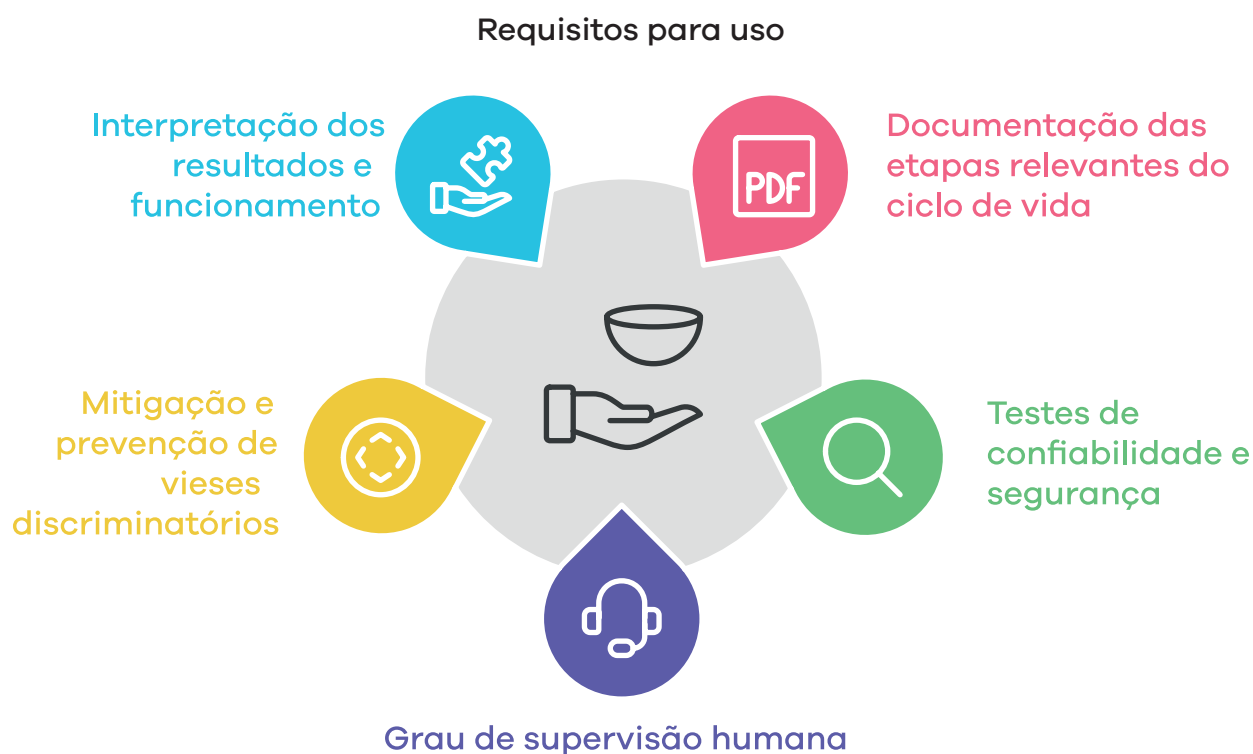 Requisitos para uso
Interpretação dos
resultados e
funcionamento
PDF
Documentação das
etapas relevantes do
ciclo de vida
Mitigação e
prevenção de
vieses
discriminatórios
Testes de
confiabilidade e
segurança
Grau de supervisão humana